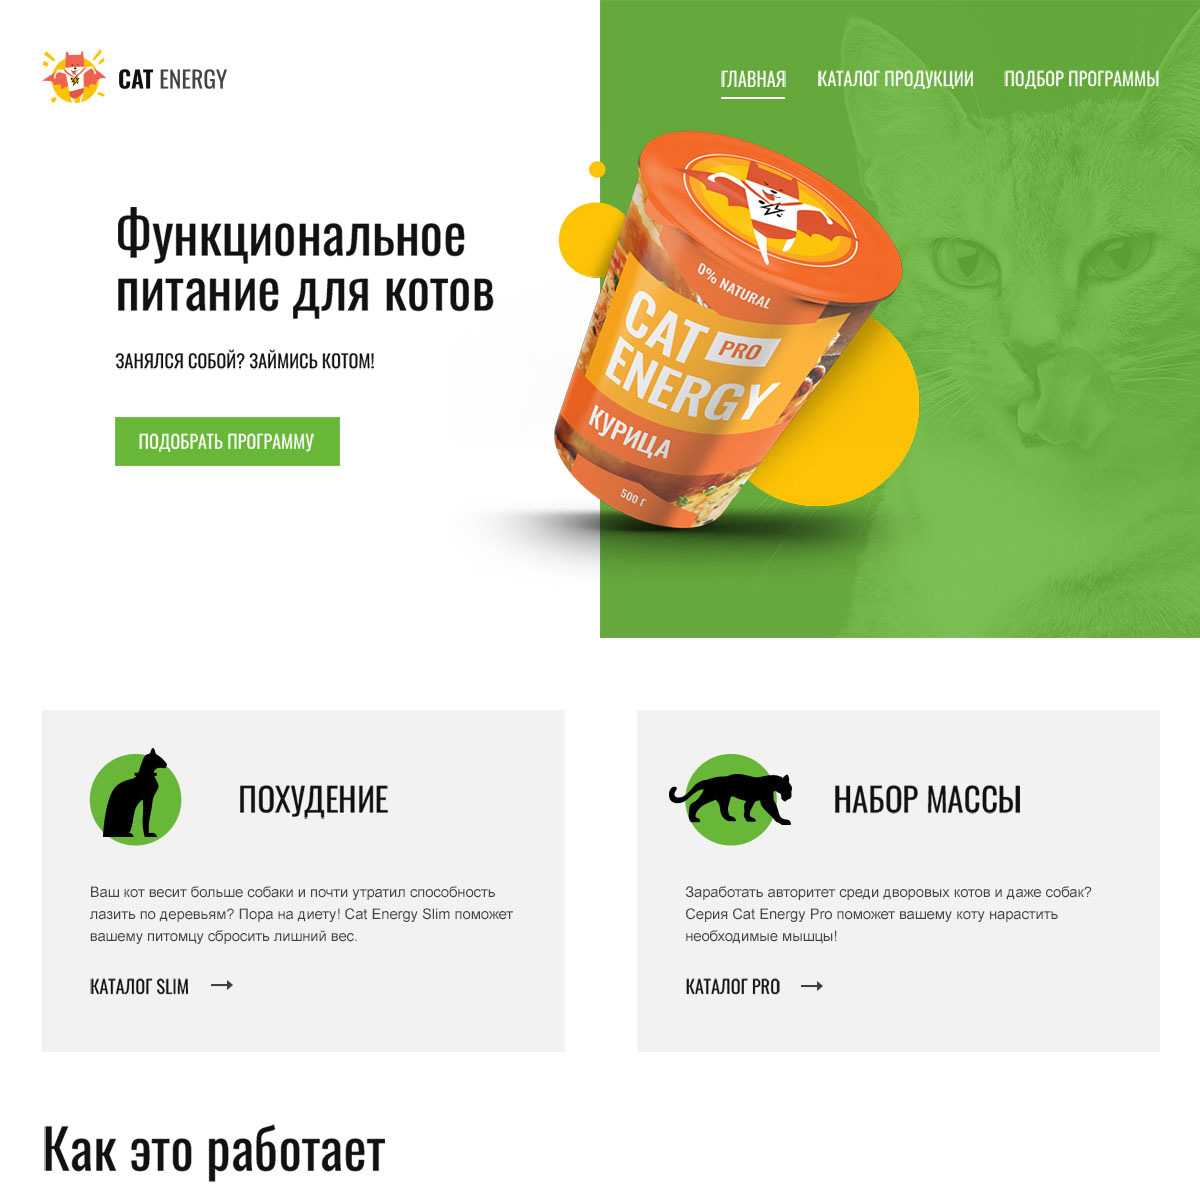 CAT ENERGY
ГЛАВНАЯ
КАТАЛОГ ПРОДУКЦИИ
ПОДБОР ПРОГРАММЫ
Функциональное
питание для котов
ЗАНЯЛСЯ СОБОЙ? ЗАЙМИСЬ КОТОМ!
ПОДОБРАТЬ ПРОГРАММУ
0% NATURAL
CAT PRO
ENERGY
КУРИЦА
500 Г
ПОХУДЕНИЕ
Ваш кот весит больше собаки и почти утратил способность
лазить по деревьям? Пора на диету! Cat Energy Slim поможет
вашему питомцу сбросить лишний вес.
КАТАЛОГ SLIM
НАБОР МАССЫ
Заработать авторитет среди дворовых котов и даже собак?
Серия Cat Energy Pro поможет вашему коту нарастить
необходимые мышцы!
КАТАЛОГ PRO
Как это работает